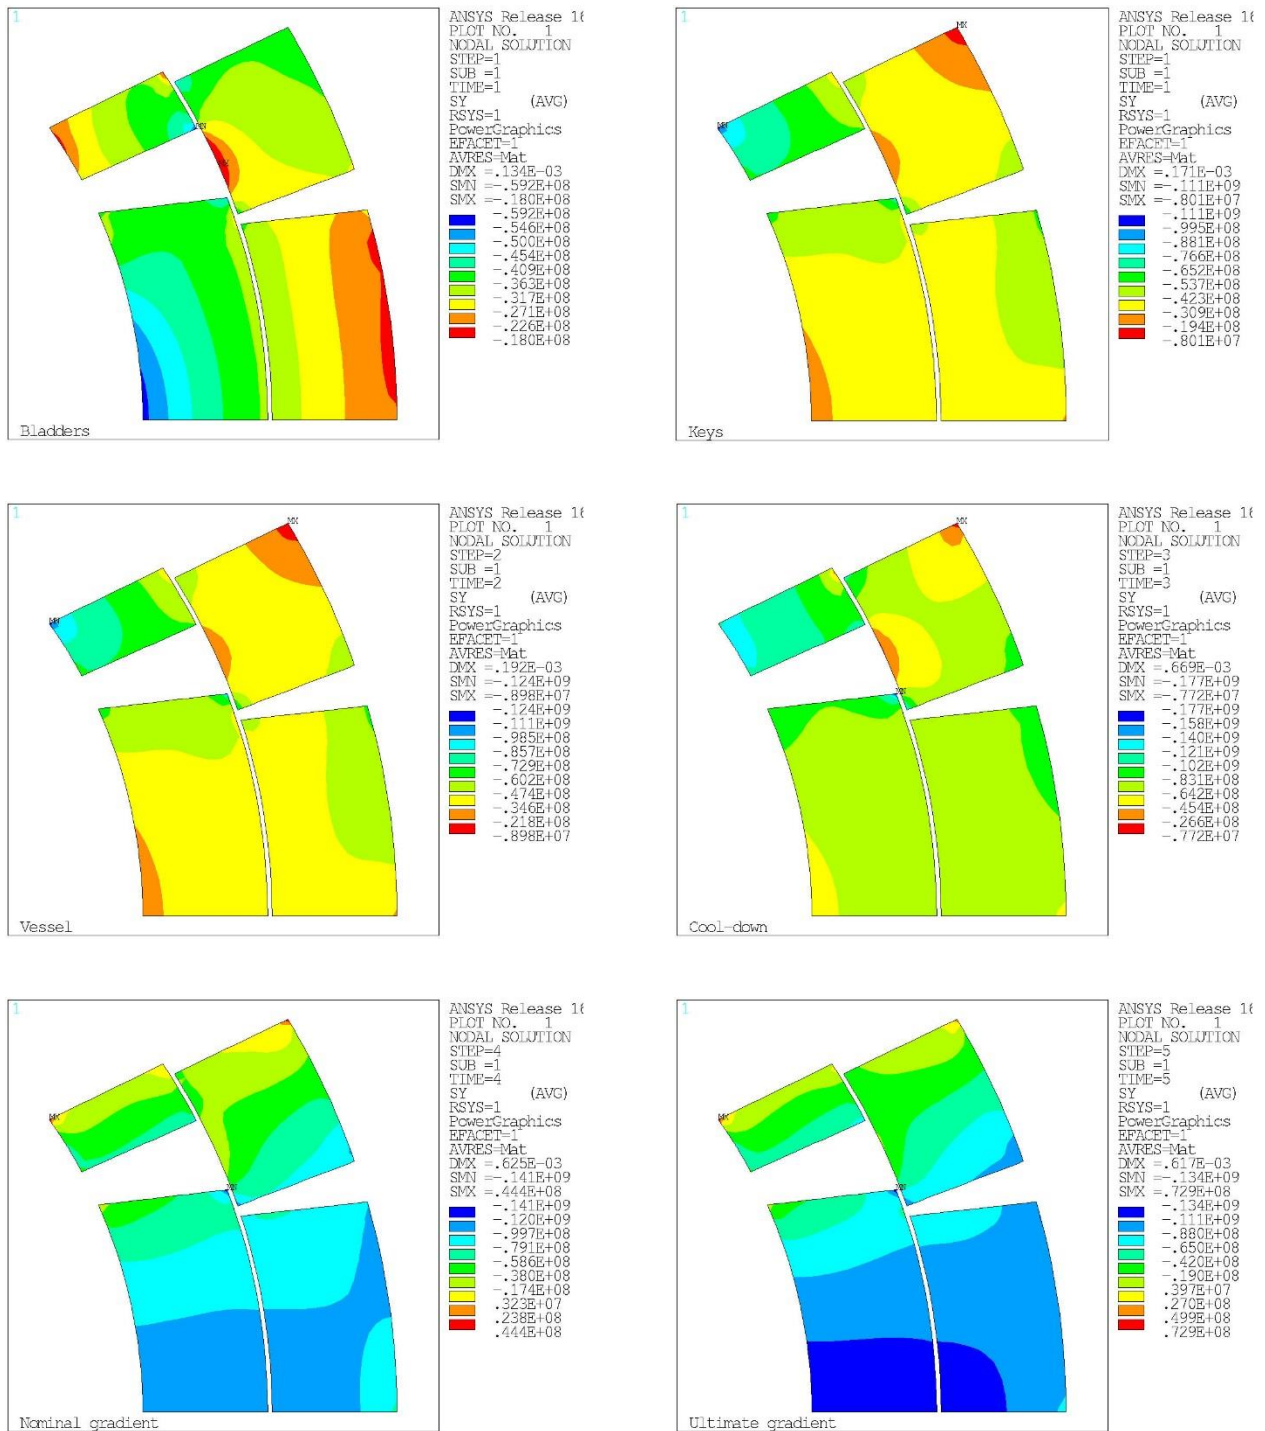 1
ANSYS Release 16
PLOT NO. 1
NODAL SOLUTION
STEP=1
SUB =1
TIME=1
SY (AVG)
RSYS=1
PowerGraphics
EFACET=1
AVRES=Mat
DMX =.134E-03
SMN =-.592E+08
SMX =-.180E+08
-.592E+08
-.546E+08
-.500E+08
-.454E+08
-.409E+08
-.363E+08
-.317E+08
-.271E+08
-.226E+08
-.180E+08
MN
MX
Bladders
1
ANSYS Release 16
PLOT NO. 1
NODAL SOLUTION
STEP=1
SUB =1
TIME=1
SY (AVG)
RSYS=1
PowerGraphics
EFACET=1
AVRES=Mat
DMX =.171E-03
SMN =-.111E+09
SMX =-.801E+07
-.111E+09
-.995E+08
-.881E+08
-.766E+08
-.652E+08
-.537E+08
-.423E+08
-.309E+08
-.194E+08
-.801E+07
MX
MN
Keys
1
ANSYS Release 16
PLOT NO. 1
NODAL SOLUTION
STEP=2
SUB =1
TIME=2
SY (AVG)
RSYS=1
PowerGraphics
EFACET=1
AVRES=Mat
DMX =.192E-03
SMN =-.124E+09
SMX =-.898E+07
-.124E+09
-.111E+09
-.985E+08
-.857E+08
-.729E+08
-.602E+08
-.474E+08
-.346E+08
-.218E+08
-.898E+07
MX
MN
Vessel
1
ANSYS Release 16
PLOT NO. 1
NODAL SOLUTION
STEP=3
SUB =1
TIME=3
SY (AVG)
RSYS=1
PowerGraphics
EFACET=1
AVRES=Mat
DMX =.669E-03
SMN =-.177E+09
SMX =-.772E+07
-.177E+09
-.158E+09
-.140E+09
-.121E+09
-.102E+09
-.831E+08
-.642E+08
-.454E+08
-.266E+08
-.772E+07
MX
MN
Cool-down
1
ANSYS Release 16
PLOT NO. 1
NODAL SOLUTION
STEP=4
SUB =1
TIME=4
SY (AVG)
RSYS=1
PowerGraphics
EFACET=1
AVRES=Mat
DMX =.625E-03
SMN =-.141E+09
SMX =.444E+08
-.141E+09
-.120E+09
-.997E+08
-.791E+08
-.586E+08
-.380E+08
-.174E+08
.323E+07
.238E+08
.444E+08
MX
MN
Nominal gradient
1
ANSYS Release 16
PLOT NO. 1
NODAL SOLUTION
STEP=5
SUB =1
TIME=5
SY (AVG)
RSYS=1
PowerGraphics
EFACET=1
AVRES=Mat
DMX =.617E-03
SMN =-.134E+09
SMX =.729E+08
-.134E+09
-.111E+09
-.880E+08
-.650E+08
-.420E+08
-.190E+08
.397E+07
.270E+08
.499E+08
.729E+08
MX
MN
Ultimate gradient